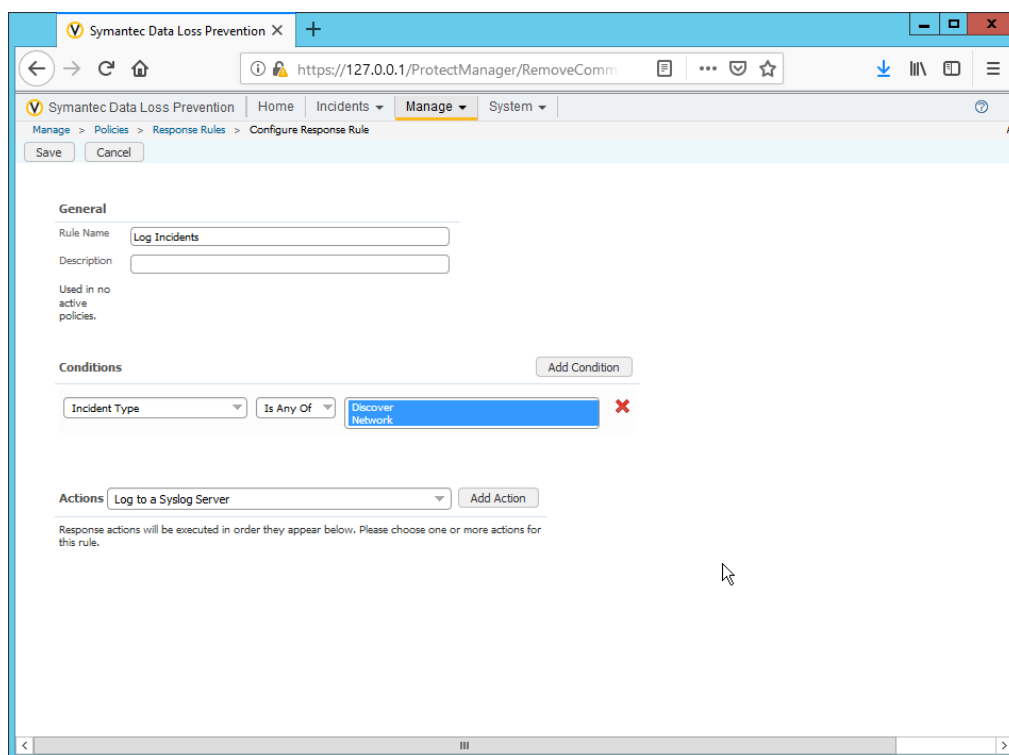 Symantec Data Loss Prevention
https://127.0.0.1/ProtectManager/RemoveComm
Symantec Data Loss Prevention Home Incidents Manage System
Manage > Policies > Response Rules > Configure Response Rule
Save Cancel
General
Rule Name Log Incidents
Description
Used in no
active
policies.
Conditions Add Condition
Incident Type Is Any Of Discover
Network
Actions Log to a Syslog Server Add Action
Response actions will be executed in order they appear below. Please choose one or more actions for
this rule.